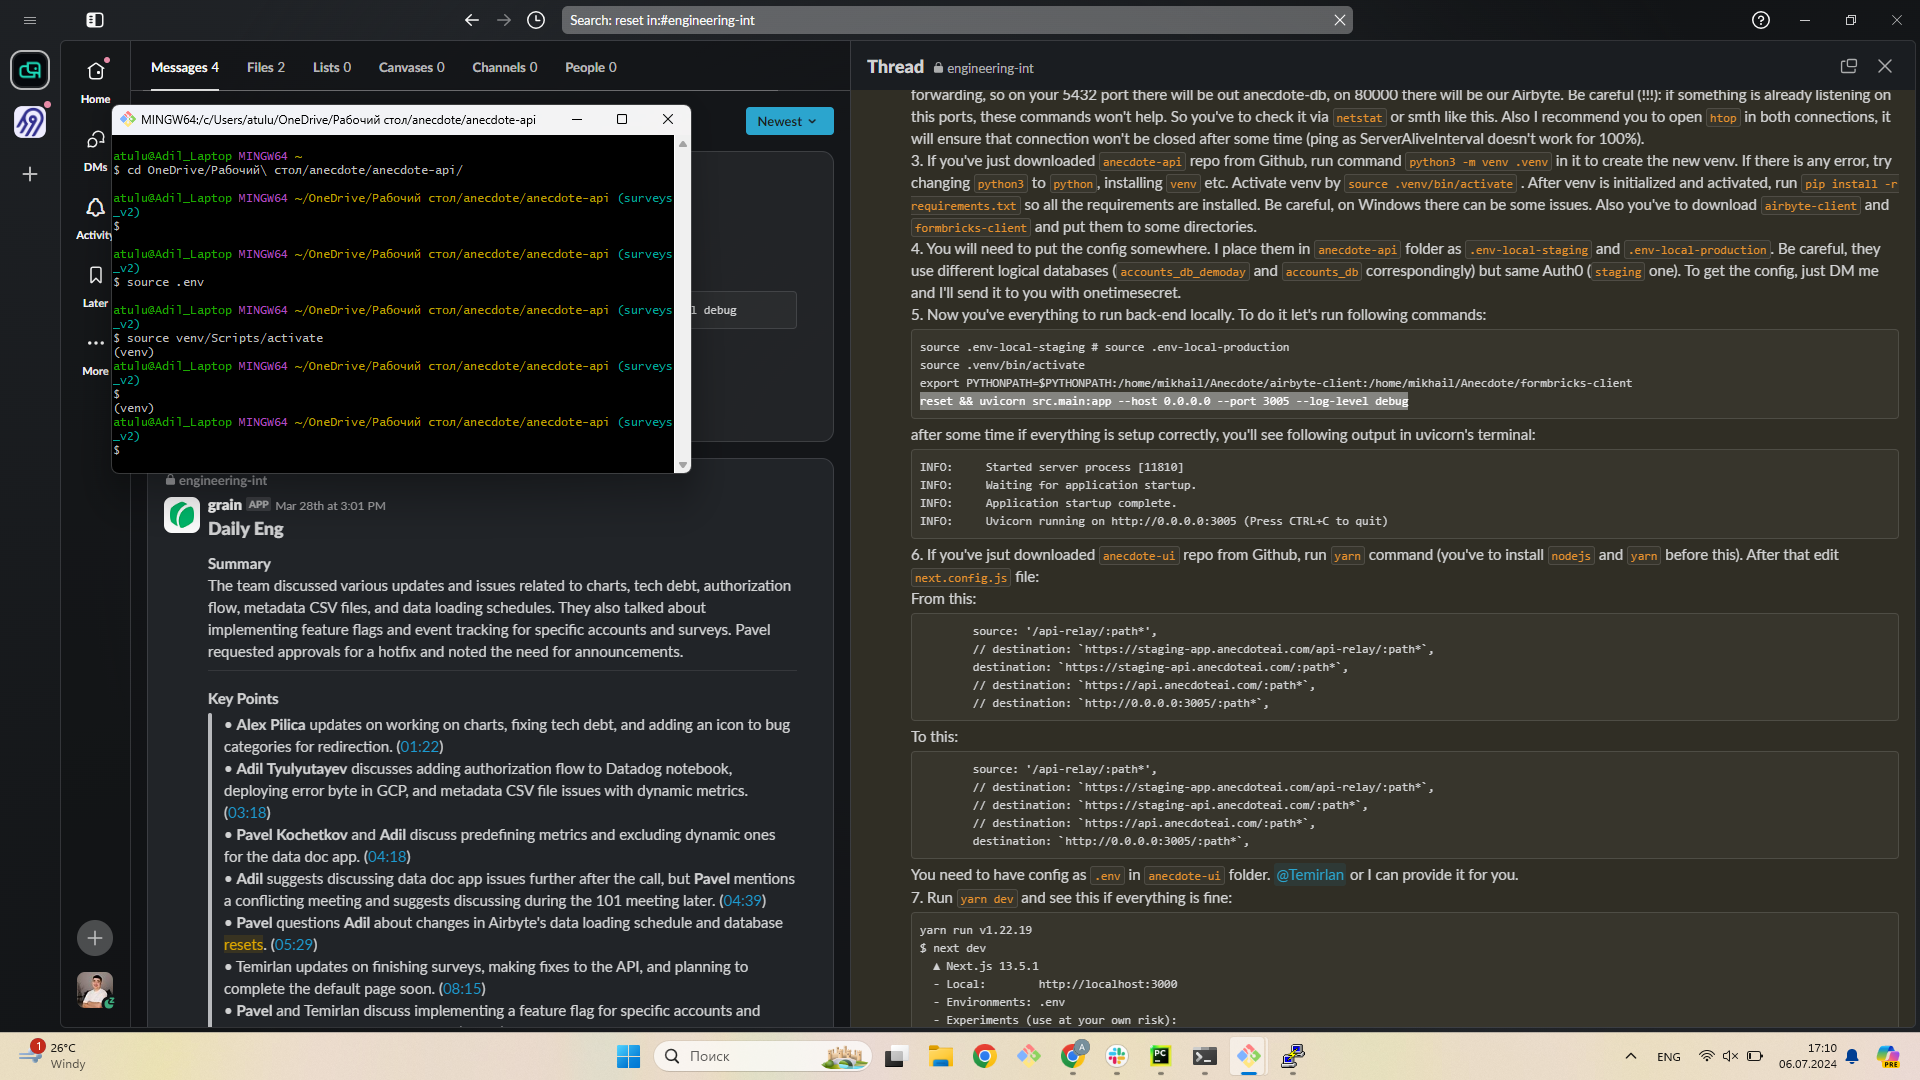 Search: reset in:#engineering-int
Home
DMs
Activity
Later
More
Messages 4
Files 2
Lists 0
Canvases 0
Channels 0
People 0
Newest
MINGW64:/c/Users/atulu/OneDrive/Рабочий стол/anecdote/anecdote-api
atulu@Adil_Laptop MINGW64 ~
$ cd OneDrive/Рабочий\ стол/anecdote/anecdote-api/
atulu@Adil_Laptop MINGW64 ~/OneDrive/Рабочий стол/anecdote/anecdote-api (surveys
_v2)
$
atulu@Adil_Laptop MINGW64 ~/OneDrive/Рабочий стол/anecdote/anecdote-api (surveys
_v2)
$ source .env
atulu@Adil_Laptop MINGW64 ~/OneDrive/Рабочий стол/anecdote/anecdote-api (surveys
_v2)
$ source venv/Scripts/activate
(venv)
atulu@Adil_Laptop MINGW64 ~/OneDrive/Рабочий стол/anecdote/anecdote-api (surveys
_v2)
$
(venv)
atulu@Adil_Laptop MINGW64 ~/OneDrive/Рабочий стол/anecdote/anecdote-api (surveys
_v2)
$
l debug
engineering-int
grain APP Mar 28th at 3:01 PM
Daily Eng
Summary
The team discussed various updates and issues related to charts, tech debt, authorization
flow, metadata CSV files, and data loading schedules. They also talked about
implementing feature flags and event tracking for specific accounts and surveys. Pavel
requested approvals for a hotfix and noted the need for announcements.
Key Points
• Alex Pilica updates on working on charts, fixing tech debt, and adding an icon to bug
categories for redirection. (01:22)
• Adil Tyulyutayev discusses adding authorization flow to Datadog notebook,
deploying error byte in GCP, and metadata CSV file issues with dynamic metrics.
(03:18)
• Pavel Kochetkov and Adil discuss predefining metrics and excluding dynamic ones
for the data doc app. (04:18)
• Adil suggests discussing data doc app issues further after the call, but Pavel mentions
a conflicting meeting and suggests discussing during the 101 meeting later. (04:39)
• Pavel questions Adil about changes in Airbyte's data loading schedule and database
resets. (05:29)
• Temirlan updates on finishing surveys, making fixes to the API, and planning to
complete the default page soon. (08:15)
• Pavel and Temirlan discuss implementing a feature flag for specific accounts and
Thread engineering-int
forwarding, so on your 5432 port there will be out anecdote-db, on 80000 there will be our Airbyte. Be careful (!!!): if something is already listening on
this ports, these commands won't help. So you've to check it via netstat or smth like this. Also I recommend you to open htop in both connections, it
will ensure that connection won't be closed after some time (ping as ServerAliveInterval doesn't work for 100%).
3. If you've just downloaded anecdote-api repo from Github, run command python3 -m venv .venv in it to create the new venv. If there is any error, try
changing python3 to python, installing venv etc. Activate venv by source .venv/bin/activate . After venv is initialized and activated, run pip install -r
requirements.txt so all the requirements are installed. Be careful, on Windows there can be some issues. Also you've to download airbyte-client and
formbricks-client and put them to some directories.
4. You will need to put the config somewhere. I place them in anecdote-api folder as .env-local-staging and .env-local-production. Be careful, they
use different logical databases (accounts_db_demoday and accounts_db correspondingly) but same Auth0 (staging one). To get the config, just DM me
and I'll send it to you with onetimesecret.
5. Now you've everything to run back-end locally. To do it let's run following commands:
source .env-local-staging # source .env-local-production
source .venv/bin/activate
export PYTHONPATH=$PYTHONPATH:/home/mikhail/Anecdote/airbyte-client:/home/mikhail/Anecdote/formbricks-client
reset && uvicorn src.main:app --host 0.0.0.0 --port 3005 --log-level debug
after some time if everything is setup correctly, you'll see following output in uvicorn's terminal:
INFO:     Started server process [11810]
INFO:     Waiting for application startup.
INFO:     Application startup complete.
INFO:     Uvicorn running on http://0.0.0.0:3005 (Press CTRL+C to quit)
6. If you've jsut downloaded anecdote-ui repo from Github, run yarn command (you've to install nodejs and yarn before this). After that edit
next.config.js file:
From this:
source: '/api-relay/:path*',
// destination: `https://staging-app.anecdoteai.com/api-relay/:path*`,
destination: `https://staging-api.anecdoteai.com/:path*`,
// destination: `https://api.anecdoteai.com/:path*`,
// destination: `http://0.0.0.0:3005/:path*`,
To this:
source: '/api-relay/:path*',
// destination: `https://staging-app.anecdoteai.com/api-relay/:path*`,
// destination: `https://staging-api.anecdoteai.com/:path*`,
// destination: `https://api.anecdoteai.com/:path*`,
destination: `http://0.0.0.0:3005/:path*`,
You need to have config as .env in anecdote-ui folder. @Temirlan or I can provide it for you.
7. Run yarn dev and see this if everything is fine:
yarn run v1.22.19
$ next dev
▲ Next.js 13.5.1
- Local:        http://localhost:3000
- Environments: .env
- Experiments (use at your own risk):
1
26°C
Windy
Поиск
ENG
17:10
06.07.2024